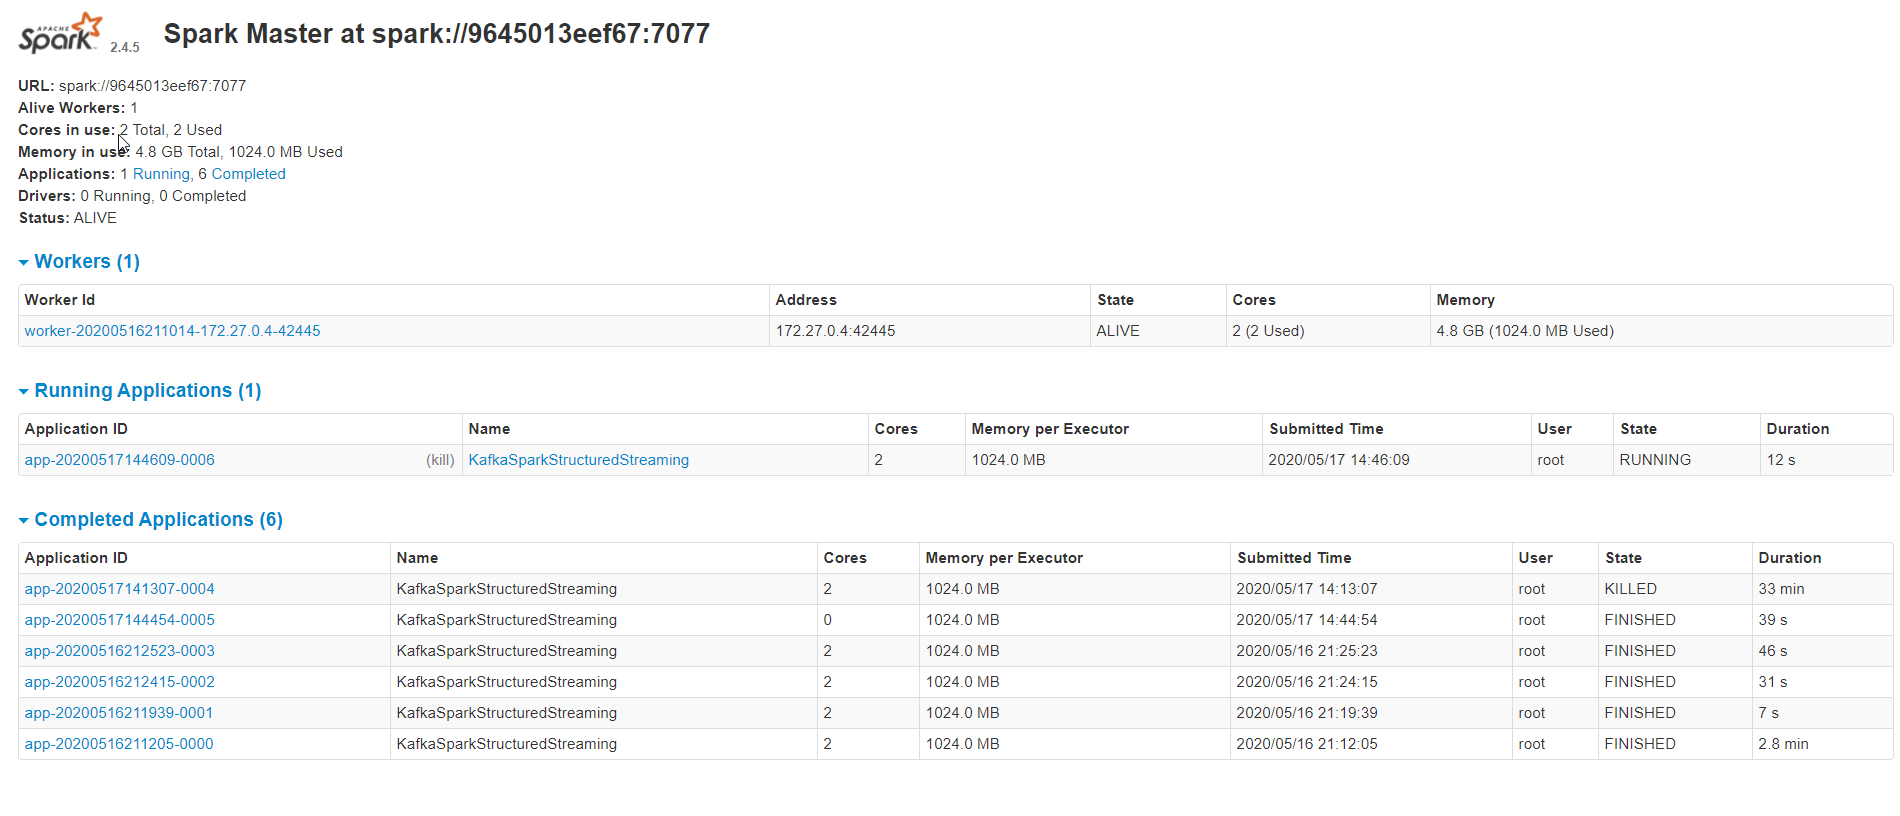 APACHE Spark 2.4.5 Spark Master at spark://9645013eef67:7077
URL: spark://9645013eef67:7077
Alive Workers: 1
Cores in use: 2 Total, 2 Used
Memory in use: 4.8 GB Total, 1024.0 MB Used
Applications: 1 Running, 6 Completed
Drivers: 0 Running, 0 Completed
Status: ALIVE
Workers (1)
Worker Id Address State Cores Memory
worker-20200516211014-172.27.0.4-42445 172.27.0.4:42445 ALIVE 2 (2 Used) 4.8 GB (1024.0 MB Used)
Running Applications (1)
Application ID Name Cores Memory per Executor Submitted Time User State Duration
app-20200517144609-0006 (kill) KafkaSparkStructuredStreaming 2 1024.0 MB 2020/05/17 14:46:09 root RUNNING 12 s
Completed Applications (6)
Application ID Name Cores Memory per Executor Submitted Time User State Duration
app-20200517141307-0004 KafkaSparkStructuredStreaming 2 1024.0 MB 2020/05/17 14:13:07 root KILLED 33 min
app-20200517144454-0005 KafkaSparkStructuredStreaming 0 1024.0 MB 2020/05/17 14:44:54 root FINISHED 39 s
app-20200516212523-0003 KafkaSparkStructuredStreaming 2 1024.0 MB 2020/05/16 21:25:23 root FINISHED 46 s
app-20200516212415-0002 KafkaSparkStructuredStreaming 2 1024.0 MB 2020/05/16 21:24:15 root FINISHED 31 s
app-20200516211939-0001 KafkaSparkStructuredStreaming 2 1024.0 MB 2020/05/16 21:19:39 root FINISHED 7 s
app-20200516211205-0000 KafkaSparkStructuredStreaming 2 1024.0 MB 2020/05/16 21:12:05 root FINISHED 2.8 min